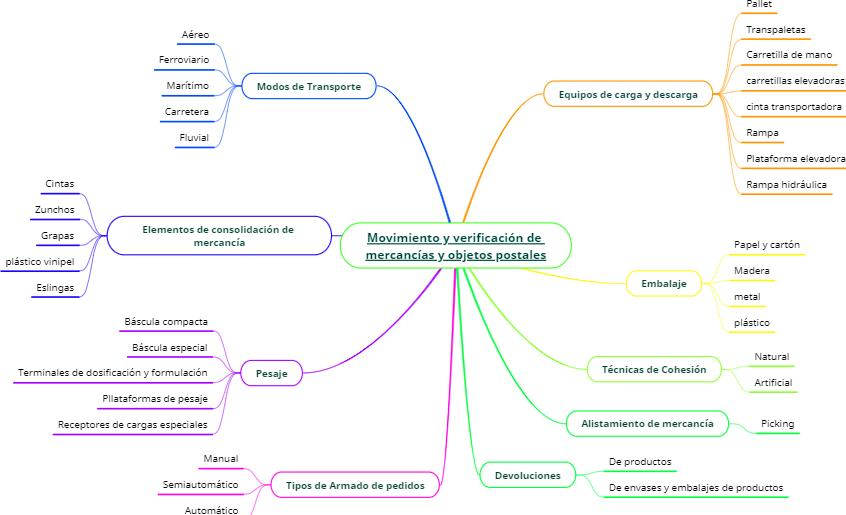 Movimiento y verificación de
mercancías y objetos postales
Modos de Transporte
Aéreo
Ferroviario
Marítimo
Carretera
Fluvial
Elementos de consolidación de
mercancía
Cintas
Zunchos
Grapas
plástico vinipel
Eslingas
Pesaje
Báscula compacta
Báscula especial
Terminales de dosificación y formulación
Pllataformas de pesaje
Receptores de cargas especiales
Tipos de Armado de pedidos
Manual
Semiautomático
Automático
Equipos de carga y descarga
Pallet
Transpaletas
Carretilla de mano
carretillas elevadoras
cinta transportadora
Rampa
Plataforma elevadora
Rampa hidráulica
Embalaje
Papel y cartón
Madera
metal
plástico
Técnicas de Cohesión
Natural
Artificial
Alistamiento de mercancía
Picking
Devoluciones
De productos
De envases y embalajes de productos